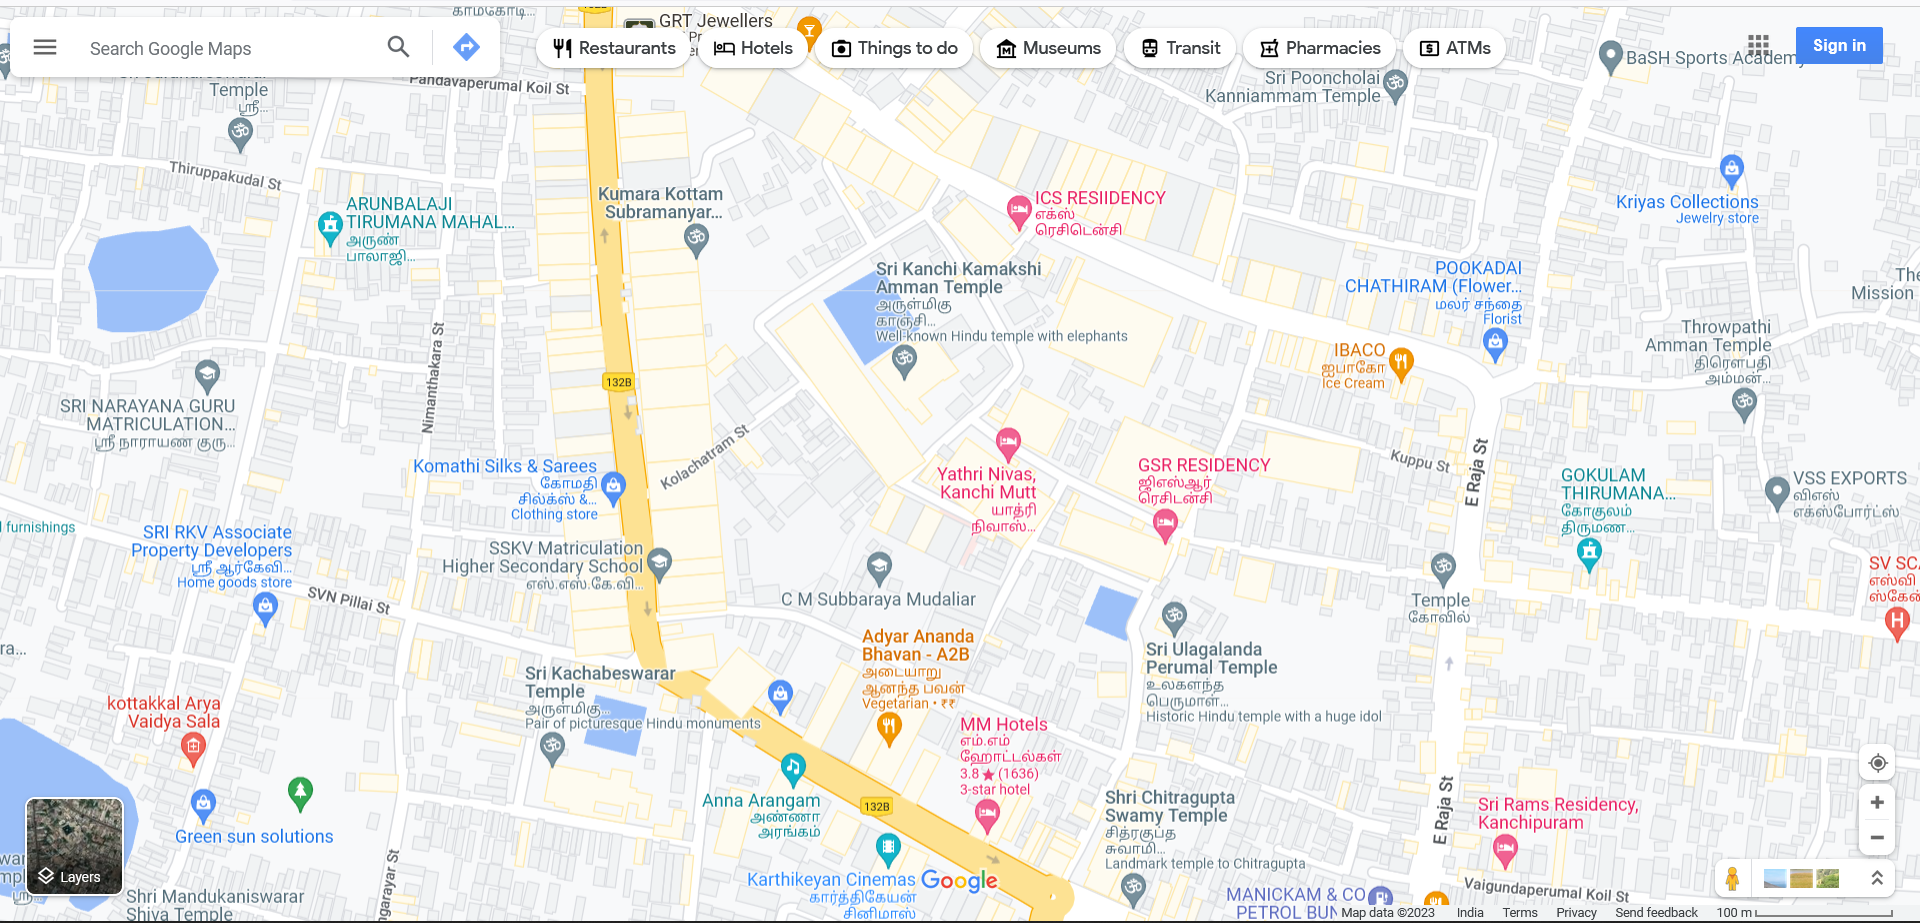 132B
காமகோடி...
GRT Jewellers
Search Google Maps
Restaurants
Hotels
Things to do
Museums
Transit
Pharmacies
ATMs
Sign in
BaSH Sports Academy
Pandavaperumal Koil St
Temple
ஸ்ரீ...
Sri Pooncholai
Kanniammam Temple
Thiruppakudal St
ARUNBALAJI
TIRUMANA MAHAL...
அருண்
பாலாஜி...
Kumara Kottam
Subramanyar...
ICS RESIIDENCY
எக்ஸ்
ரெசிடென்சி
Kriyas Collections
Jewelry store
Sri Kanchi Kamakshi
Amman Temple
அருள்மிகு
காஞ்சி...
Well-known Hindu temple with elephants
POOKADAI
CHATHIRAM (Flower...
மலர் சந்தை
Florist
The
Mission
Throwpathi
Amman Temple
திரௌபதி
அம்மன்...
IBACO
ஐபாகோ
Ice Cream
132B
Nimanthakara St
SRI NARAYANA GURU
MATRICULATION...
ஸ்ரீ நாராயண குரு...
Kolachatram St
Komathi Silks & Sarees
கோமதி
சில்க்ஸ் &...
Clothing store
Yathri Nivas,
Kanchi Mutt
யாத்ரி
நிவாஸ்...
GSR RESIDENCY
ஜிஎஸ்ஆர்
ரெசிடன்சி
Kuppu St
E Raja St
GOKULAM
THIRUMANA...
கோகுலம்
திருமண...
VSS EXPORTS
விஎஸ்
எக்ஸ்போர்ட்ஸ்
l furnishings
SRI RKV Associate
Property Developers
ஸ்ரீ ஆர்கேவி...
Home goods store
SSKV Matriculation
Higher Secondary School
எஸ்.எஸ்.கே.வி...
SVN Pillai St
C M Subbaraya Mudaliar
Temple
கோவில்
SV SC
எஸ்வி
ஸ்கேன்
H
Adyar Ananda
Bhavan - A2B
அடையாறு
ஆனந்த பவன்
Vegetarian • ₹₹
Sri Ulagalanda
Perumal Temple
உலகளந்த
பெருமாள்...
Historic Hindu temple with a huge idol
ra...
Sri Kachabeswarar
Temple
அருள்மிகு...
Pair of picturesque Hindu monuments
kottakkal Arya
Vaidya Sala
MM Hotels
எம்.எம்
ஹோட்டல்கள்
3.8★(1636)
3-star hotel
Anna Arangam
அண்ணா
அரங்கம்
132B
Shri Chitragupta
Swamy Temple
சித்ரகுப்த
சுவாமி...
Landmark temple to Chitragupta
E Raja St
Sri Rams Residency,
Kanchipuram
Green sun solutions
Layers
Karthikeyan Cinemas
கார்த்திகேயன்
சினிமாஸ்
Google
Shri Mandukaniswarar
Shiva Temple
ngarayar St
MANICKAM & CO
PETROL BUN
Vaigundaperumal Koil St
Map data ©2023
India
Terms
Privacy
Send feedback
100 m